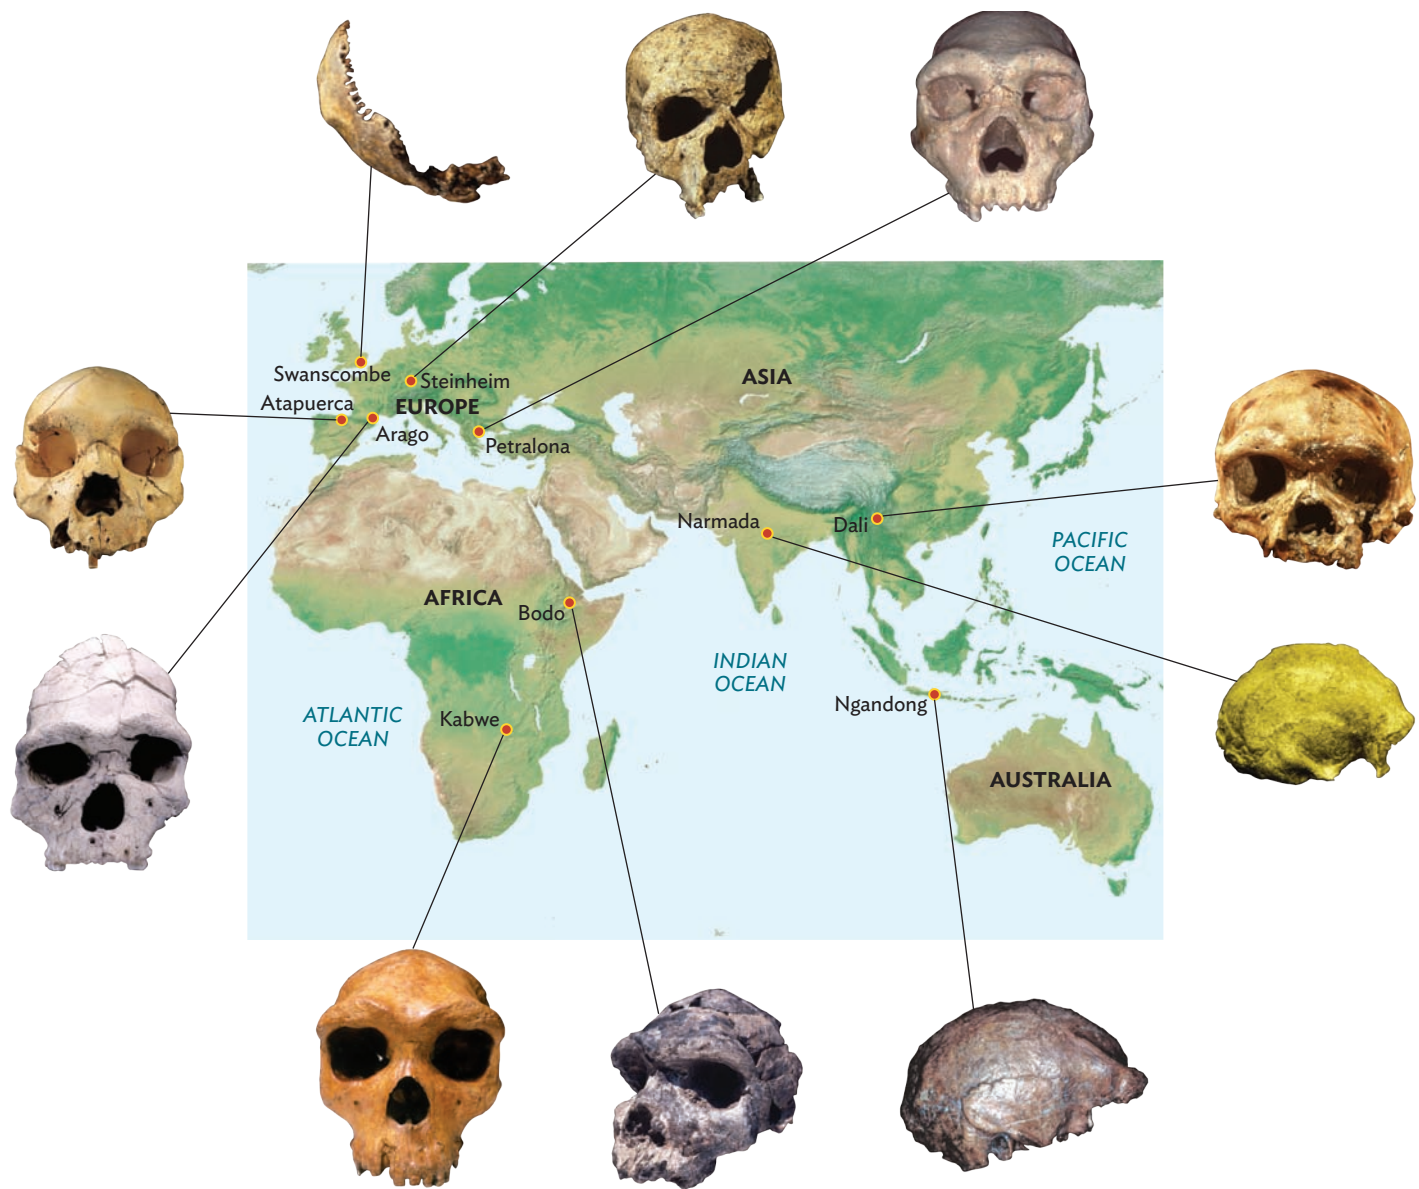 Swanscombe
Steinheim
ASIA
Atapuerca
EUROPE
Arago
Petralona
Narmada
Dali
PACIFIC
OCEAN
AFRICA
Bodo
INDIAN
OCEAN
Ngandong
ATLANTIC
OCEAN
Kabwe
AUSTRALIA